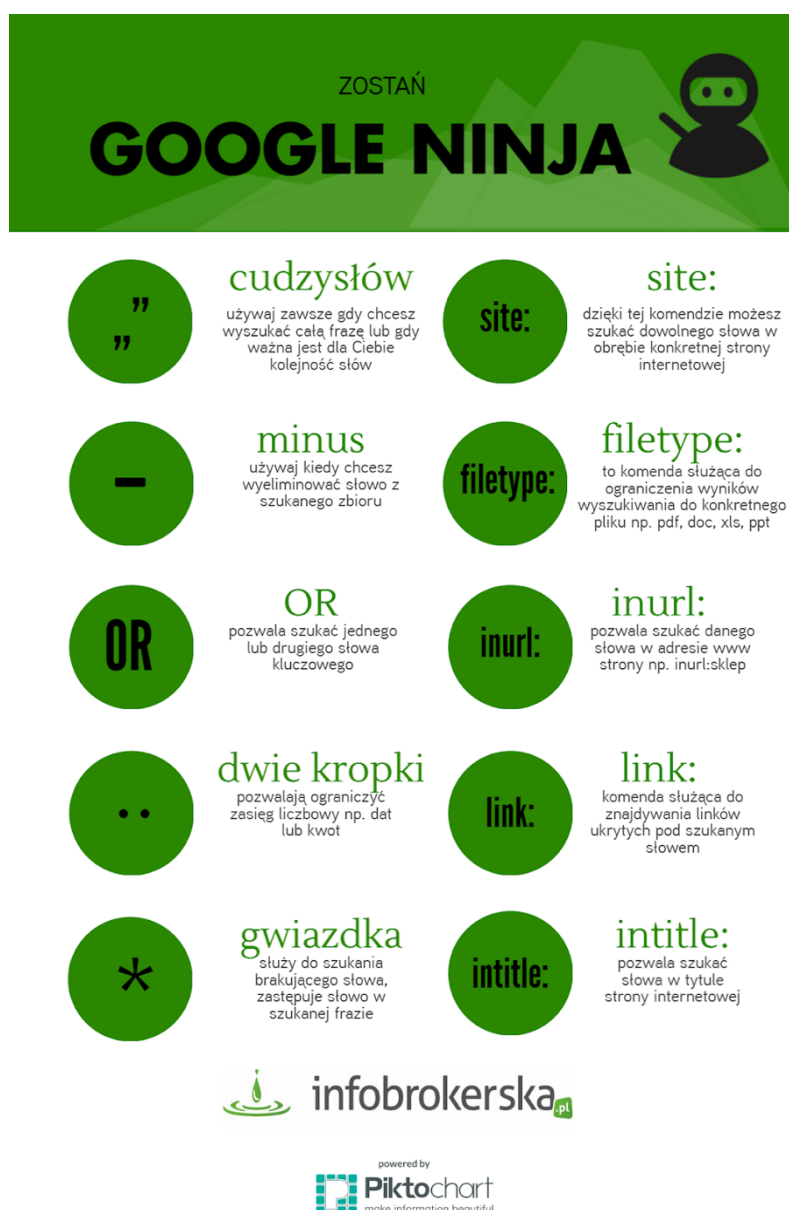 ZOSTAŃ
GOOGLE NINJA
„ ”
cudzysłów
używaj zawsze gdy chcesz
wyszukać całą frazę lub gdy
ważna jest dla Ciebie
kolejność słów
site:
site:
dzięki tej komendzie możesz
szukać dowolnego słowa w
obrębie konkretnej strony
internetowej
-
minus
używaj kiedy chcesz
wyeliminować słowo z
szukanego zbioru
filetype:
filetype:
to komenda służąca do
ograniczenia wyników
wyszukiwania do konkretnego
pliku np. pdf, doc, xls, ppt
OR
OR
pozwala szukać jednego
lub drugiego słowa
kluczowego
inurl:
inurl:
pozwala szukać danego
słowa w adresie www
strony np. inurl:sklep
..
dwie kropki
pozwalają ograniczyć
zasięg liczbowy np. dat
lub kwot
link:
link:
komenda służąca do
znajdywania linków
ukrytych pod szukanym
słowem
*
gwiazdka
służy do szukania
brakującego słowa,
zastępuje słowo w
szukanej frazie
intitle:
intitle:
pozwala szukać
słowa w tytule
strony internetowej
infobrokerska.pl
powered by
Piktochart
make information beautiful